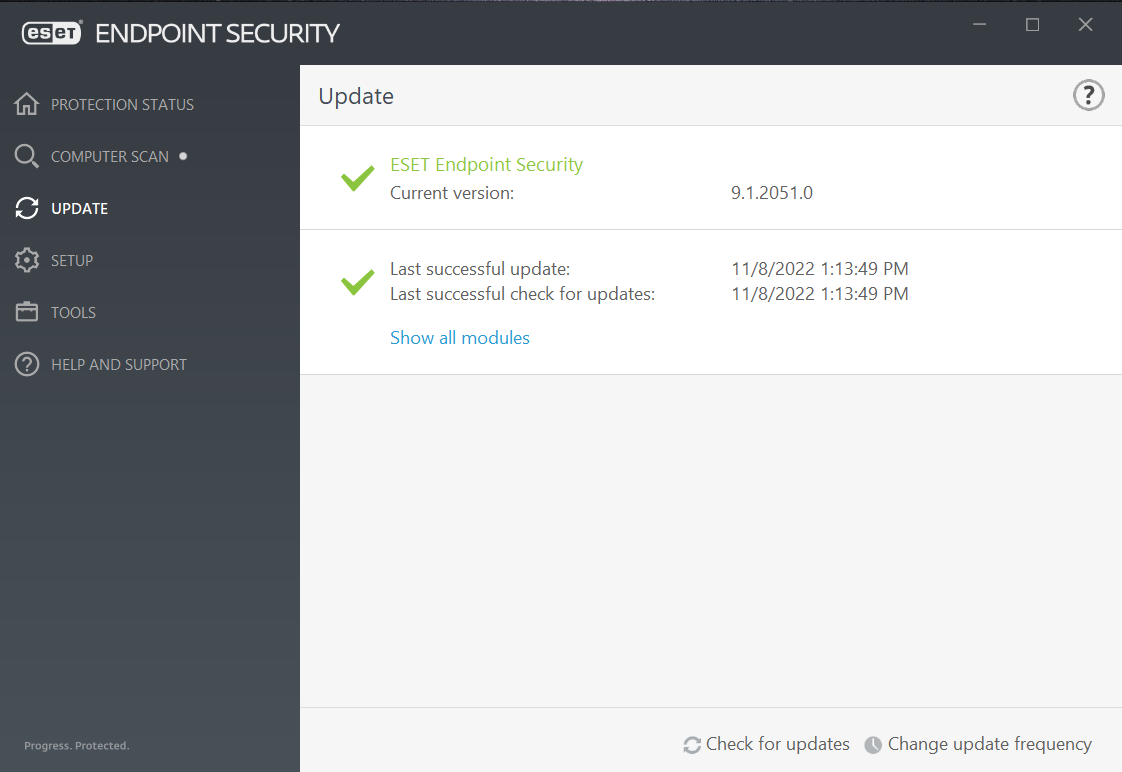 eset ENDPOINT SECURITY
PROTECTION STATUS
COMPUTER SCAN
UPDATE
SETUP
TOOLS
HELP AND SUPPORT
Progress. Protected.
Update
?
ESET Endpoint Security
Current version: 9.1.2051.0
Last successful update: 11/8/2022 1:13:49 PM
Last successful check for updates: 11/8/2022 1:13:49 PM
Show all modules
Check for updates Change update frequency